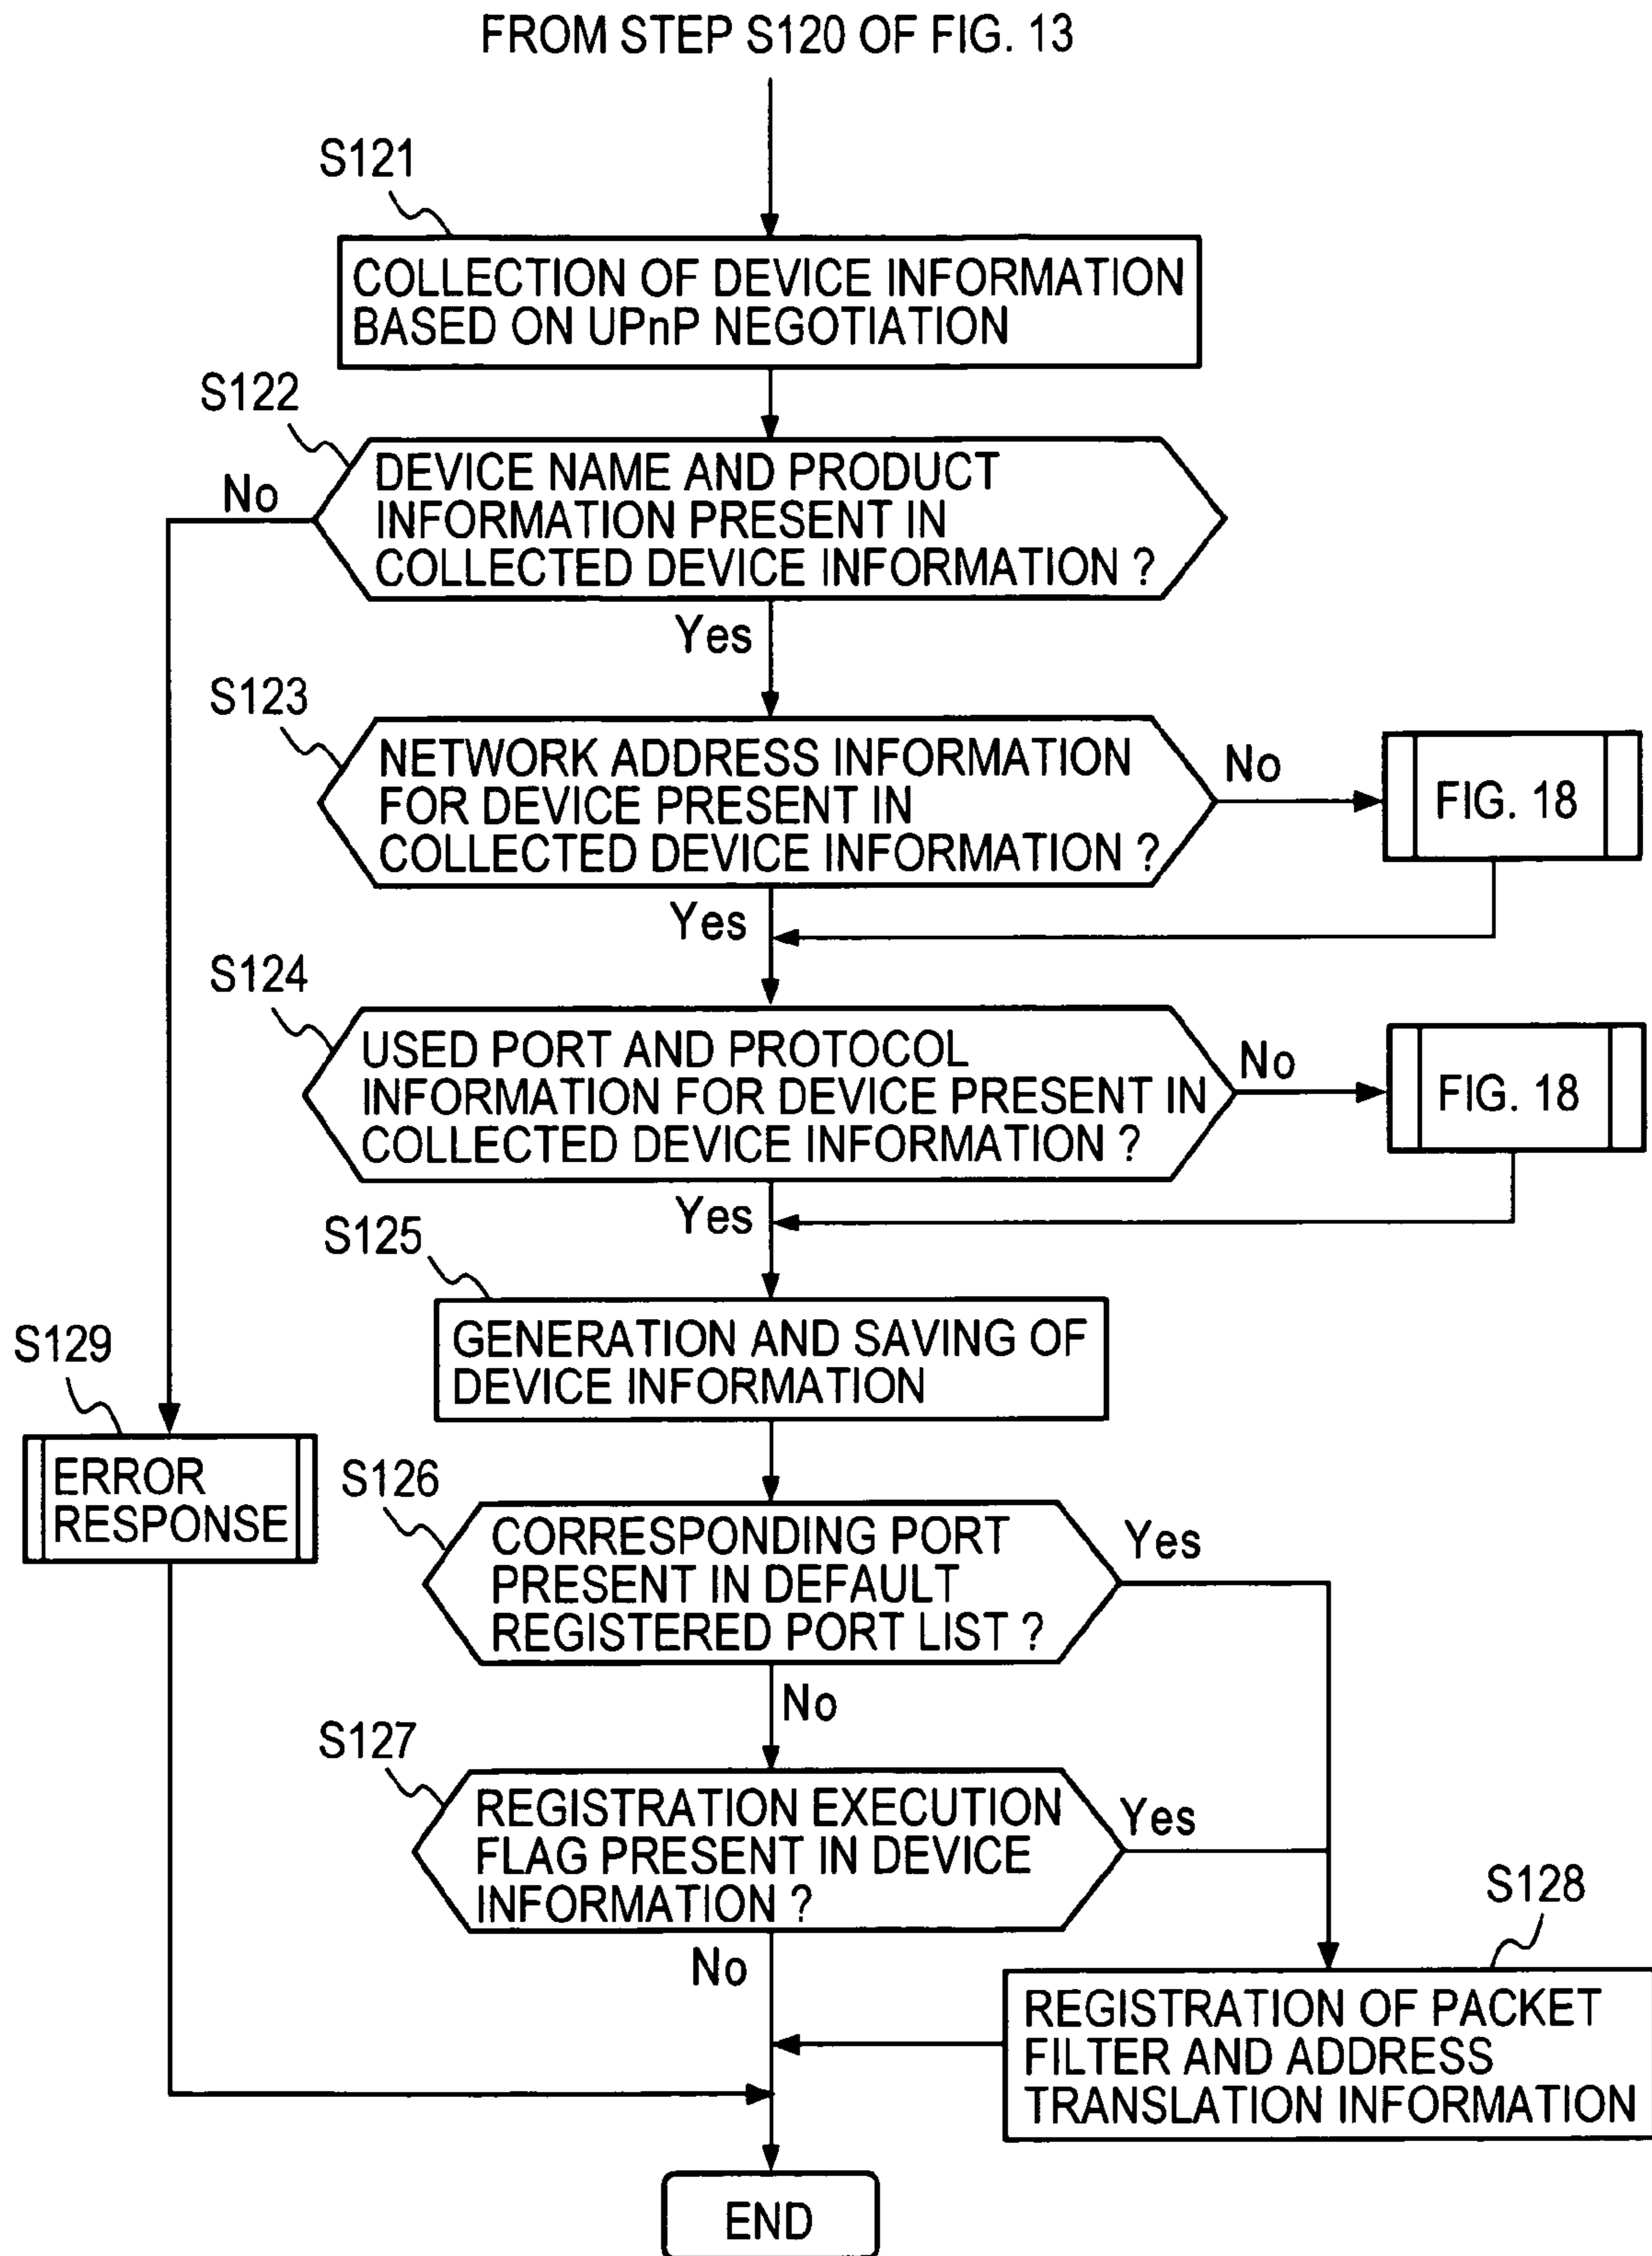 FROM STEP S120 OF FIG. 13
S121
COLLECTION OF DEVICE INFORMATION
BASED ON UPnP NEGOTIATION
S122
No
DEVICE NAME AND PRODUCT
INFORMATION PRESENT IN
COLLECTED DEVICE INFORMATION ?
Yes
S123
NETWORK ADDRESS INFORMATION
FOR DEVICE PRESENT IN
COLLECTED DEVICE INFORMATION ?
No
FIG. 18
Yes
S124
USED PORT AND PROTOCOL
INFORMATION FOR DEVICE PRESENT IN
COLLECTED DEVICE INFORMATION ?
No
FIG. 18
Yes
S125
GENERATION AND SAVING OF
DEVICE INFORMATION
S129
ERROR
RESPONSE
S126
CORRESPONDING PORT
PRESENT IN DEFAULT
REGISTERED PORT LIST ?
Yes
No
S127
REGISTRATION EXECUTION
FLAG PRESENT IN DEVICE
INFORMATION ?
Yes
No
S128
REGISTRATION OF PACKET
FILTER AND ADDRESS
TRANSLATION INFORMATION
END